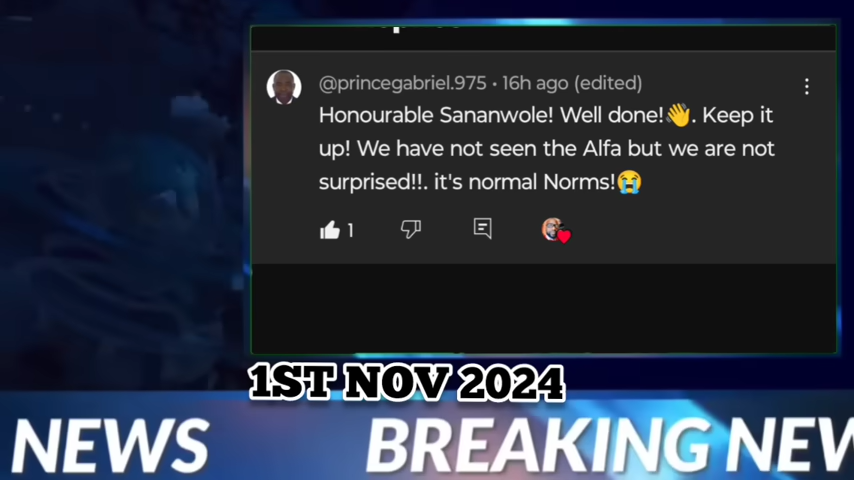 @princegabriel.975 • 16h ago (edited)
Honourable Sananwole! Well done!👋. Keep it
up! We have not seen the Alfa but we are not
surprised!!. it's normal Norms!😭
1
1ST NOV 2024
NEWS BREAKING NEW